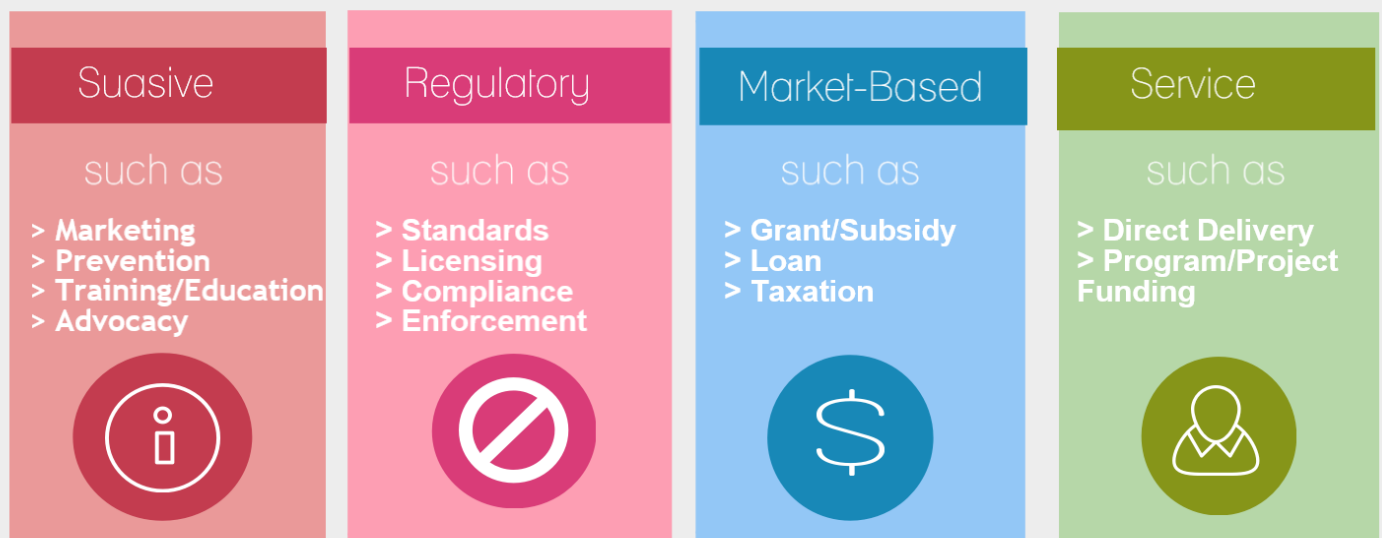 Suasive
such as
> Marketing
> Prevention
> Training/Education
> Advocacy
Regulatory
such as
> Standards
> Licensing
> Compliance
> Enforcement
Market-Based
such as
> Grant/Subsidy
> Loan
> Taxation
$
Service
such as
> Direct Delivery
> Program/Project
Funding